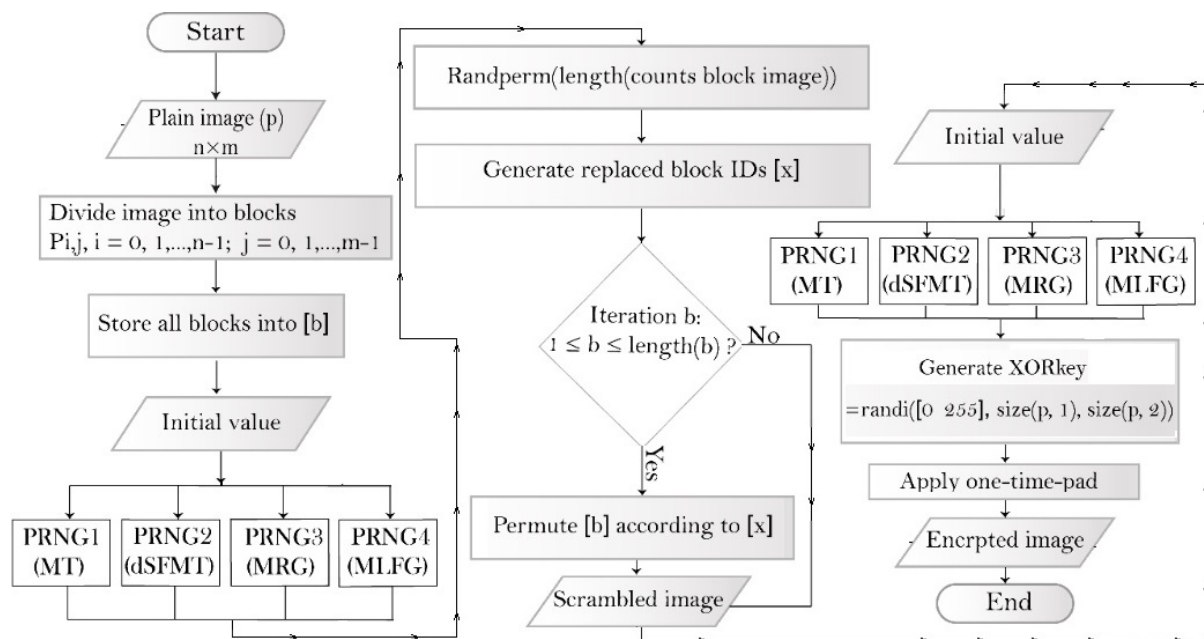 Start
Plain image (p)
n×m
Divide image into blocks
Pi,j, i = 0, 1,...,n-1; j = 0, 1,...,m-1
Store all blocks into [b]
Initial value
PRNG1
(MT)
PRNG2
(dSFMT)
PRNG3
(MRG)
PRNG4
(MLFG)
Randperm(length(counts block image))
Generate replaced block IDs [x]
Iteration b:
1 ≤ b ≤ length(b) ?
No
Yes
Permute [b] according to [x]
Scrambled image
Initial value
PRNG1
(MT)
PRNG2
(dSFMT)
PRNG3
(MRG)
PRNG4
(MLFG)
Generate XORkey
=randi([0 255], size(p, 1), size(p, 2))
Apply one-time-pad
Encrpted image
End